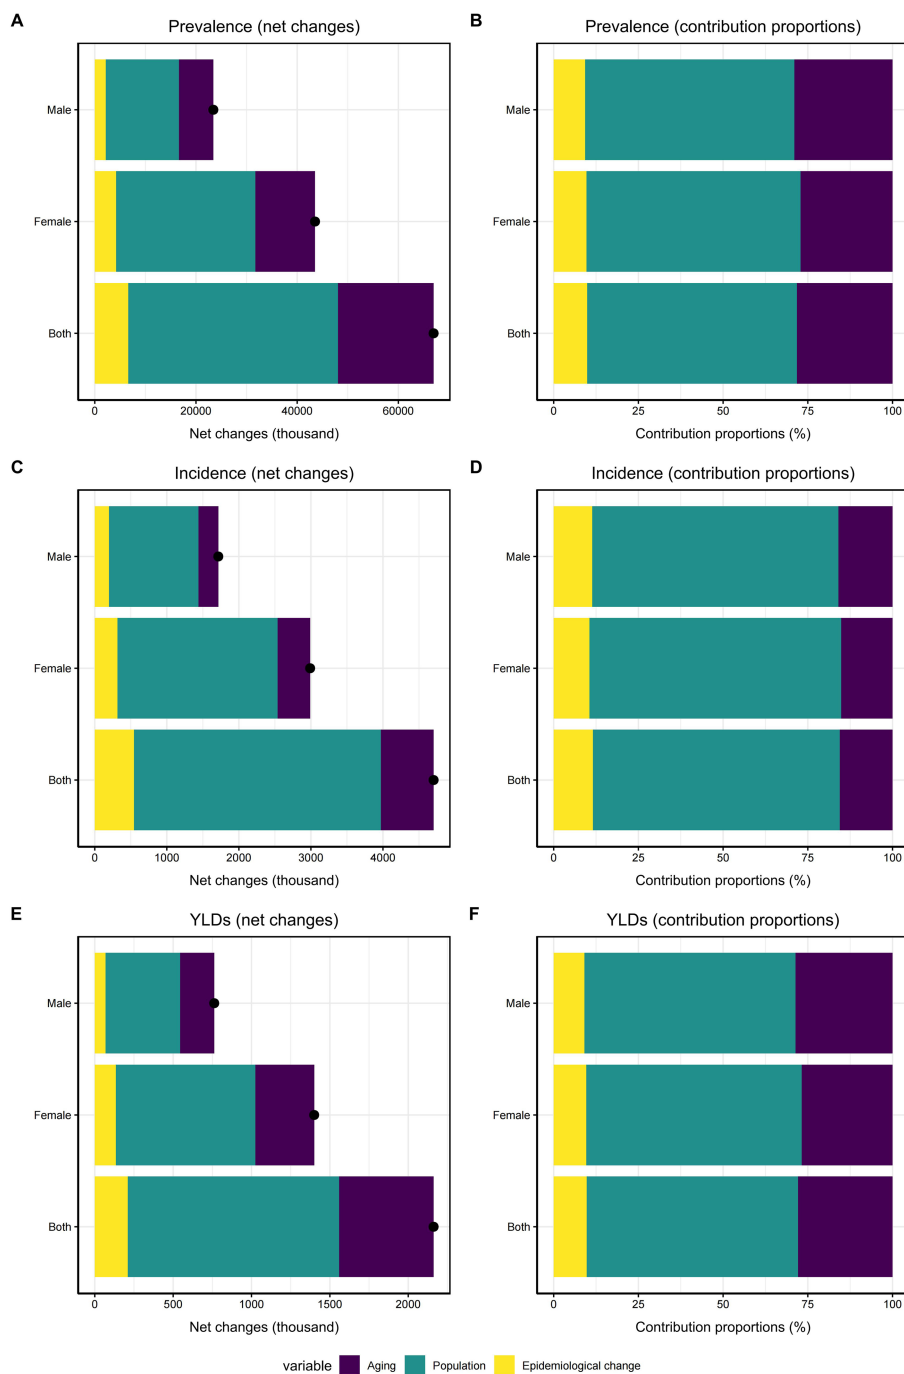 A
Prevalence (net changes)
Male
Female
Both
0 20000 40000 60000
Net changes (thousand)
B
Prevalence (contribution proportions)
Male
Female
Both
0 25 50 75 100
Contribution proportions (%)
C
Incidence (net changes)
Male
Female
Both
0 1000 2000 3000 4000
Net changes (thousand)
D
Incidence (contribution proportions)
Male
Female
Both
0 25 50 75 100
Contribution proportions (%)
E
YLDs (net changes)
Male
Female
Both
0 500 1000 1500 2000
Net changes (thousand)
F
YLDs (contribution proportions)
Male
Female
Both
0 25 50 75 100
Contribution proportions (%)
variable Aging Population Epidemiological change